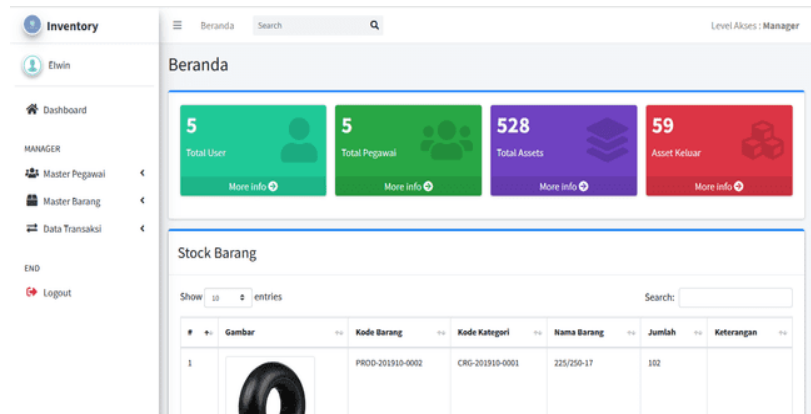 Inventory
Beranda
Search
Level Akses : Manager
Elwin
Beranda
Dashboard
MANAGER
Master Pegawai
Master Barang
Data Transaksi
END
Logout
5
Total User
More info
5
Total Pegawai
More info
528
Total Assets
More info
59
Asset Keluar
More info
Stock Barang
Show 10 entries
Search:
# Gambar Kode Barang Kode Kategori Nama Barang Jumlah Keterangan
1 PROD-201910-0002 CRG-201910-0001 225/250-17 102